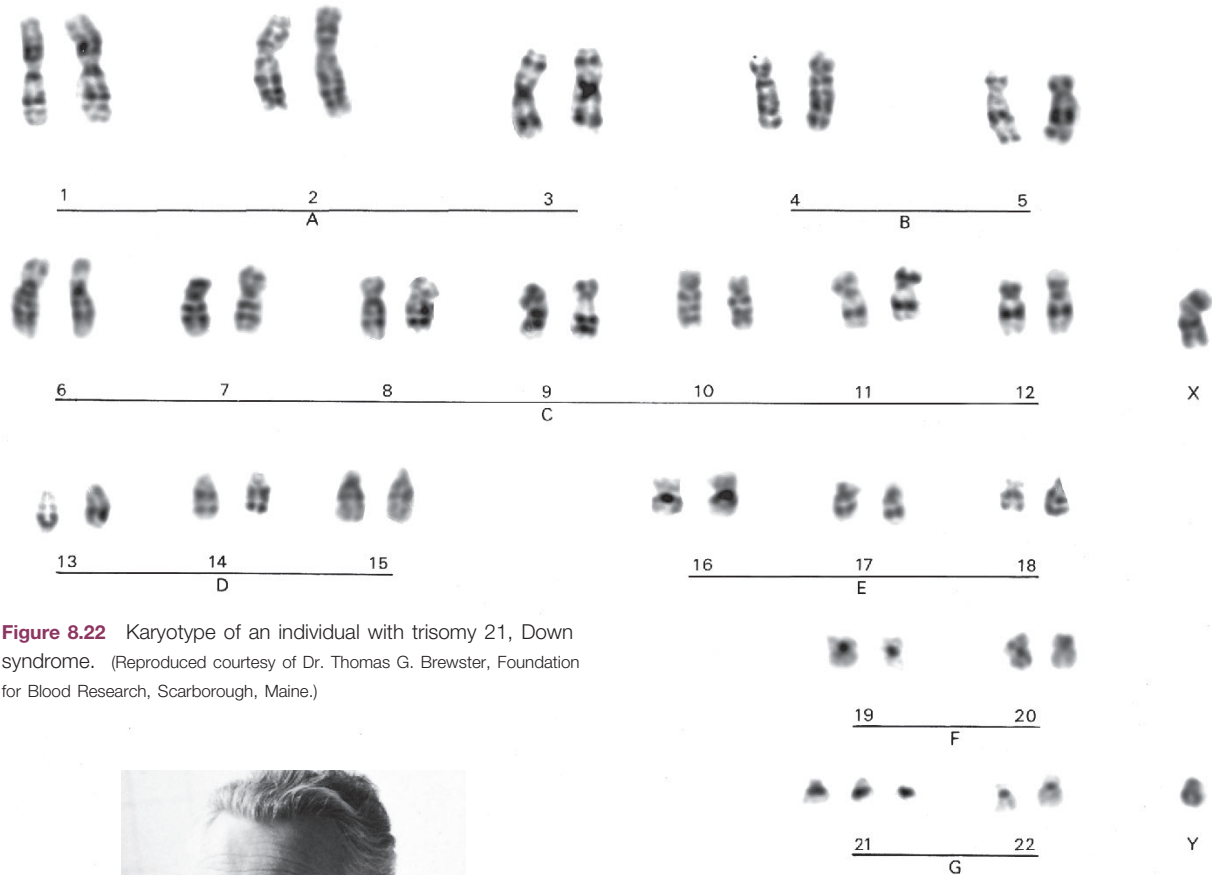 1 2 3
A
4 5
B
6 7 8 9 10 11 12 X
C
13 14 15
D
16 17 18
E
Figure 8.22 Karyotype of an individual with trisomy 21, Down
syndrome. (Reproduced courtesy of Dr. Thomas G. Brewster, Foundation
for Blood Research, Scarborough, Maine.)
19 20
F
21 22 Y
G